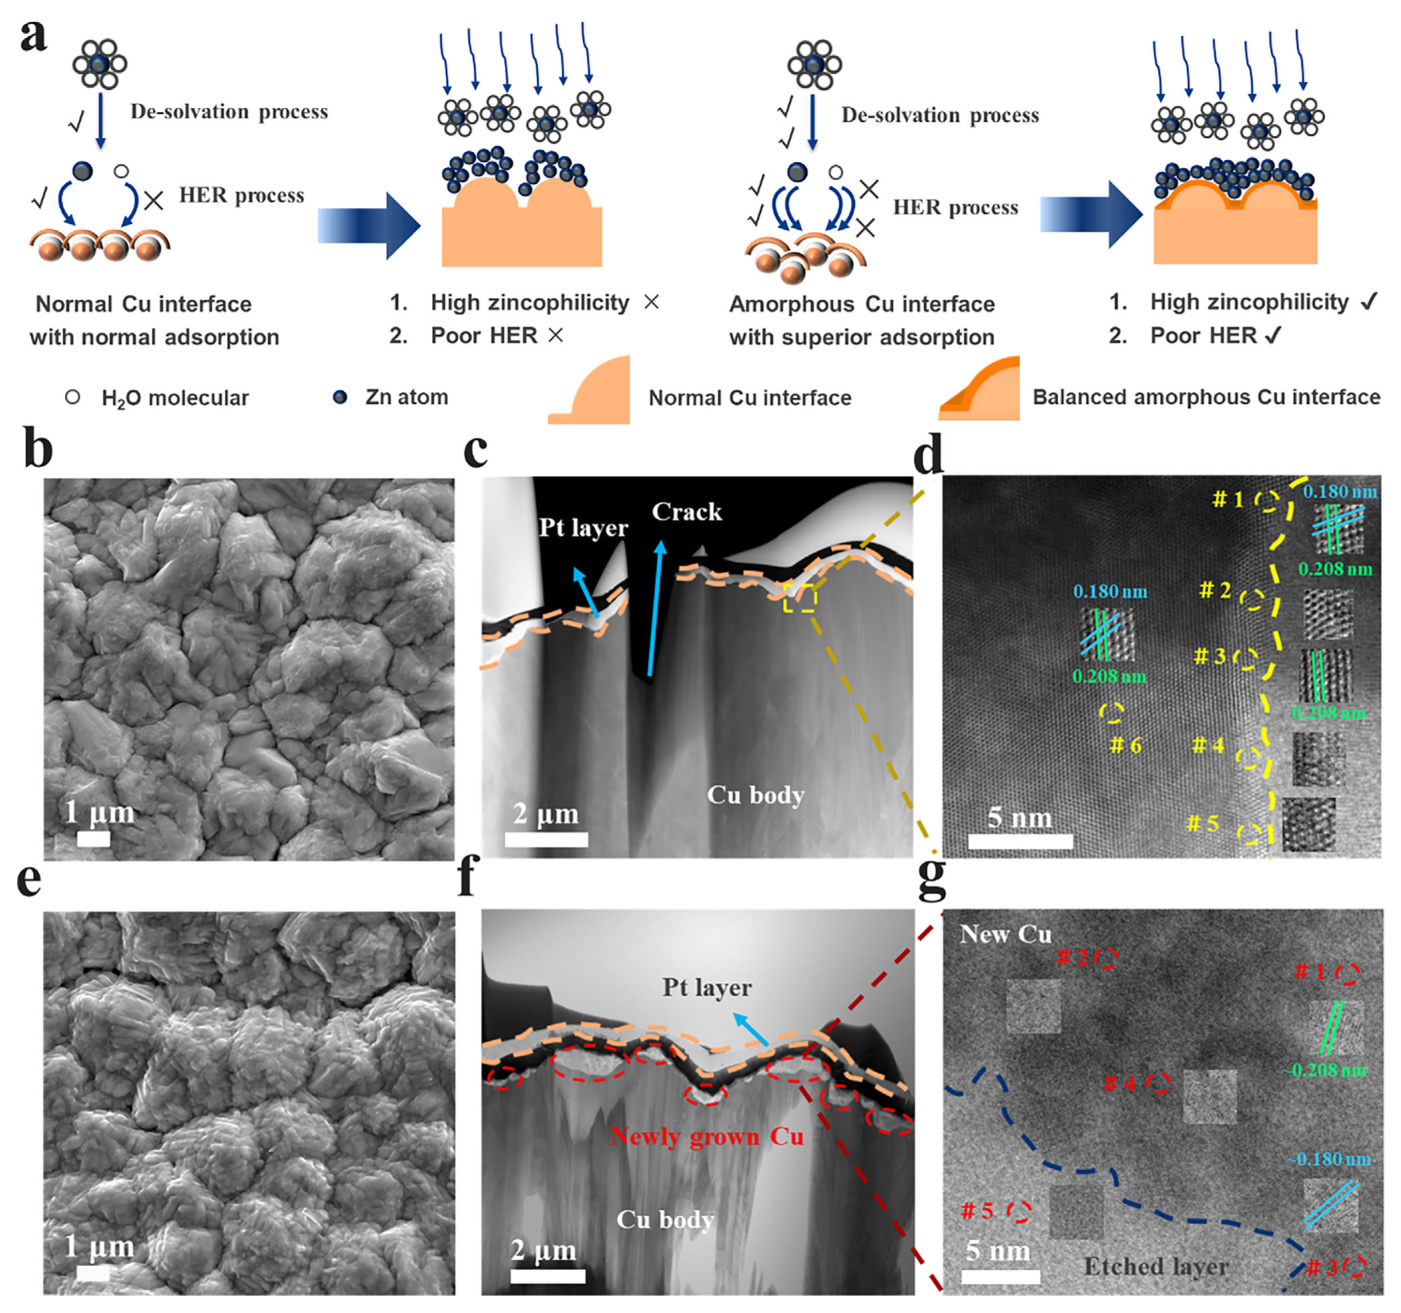 a
De-solvation process
HER process
De-solvation process
HER process
Normal Cu interface
with normal adsorption
1. High zincophilicity ×
2. Poor HER ×
Amorphous Cu interface
with superior adsorption
1. High zincophilicity ✓
2. Poor HER ✓
H₂O molecular
Zn atom
Normal Cu interface
Balanced amorphous Cu interface
b
1 μm
c
Pt layer
Crack
Cu body
2 μm
d
# 1
0.180 nm
0.208 nm
# 2
0.180 nm
0.208 nm
# 3
0.208 nm
# 6
# 4
# 5
5 nm
e
1 μm
f
Pt layer
Newly grown Cu
Cu body
2 μm
g
New Cu
# 2
# 1
~0.208 nm
# 4
~0.180 nm
# 5
# 3
5 nm
Etched layer